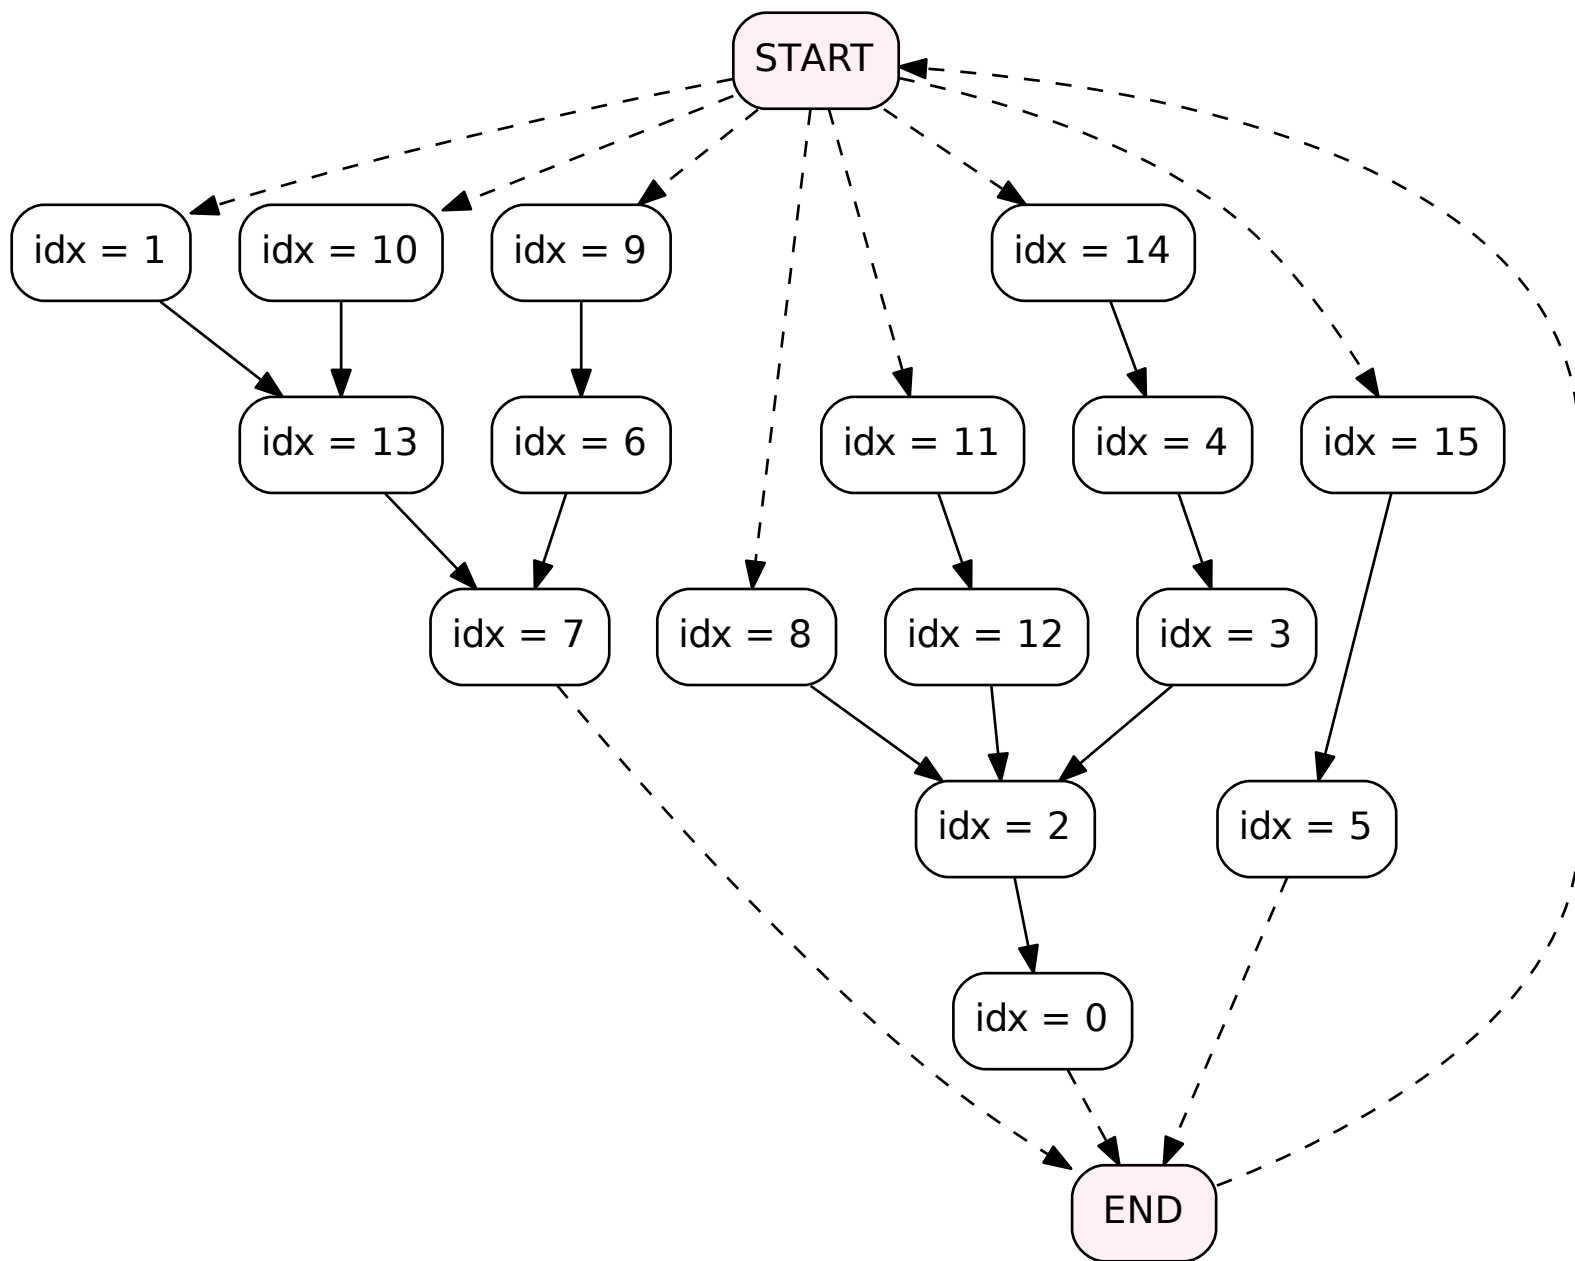 START
idx = 1
idx = 10
idx = 9
idx = 14
idx = 13
idx = 6
idx = 11
idx = 4
idx = 15
idx = 7
idx = 8
idx = 12
idx = 3
idx = 2
idx = 5
idx = 0
END